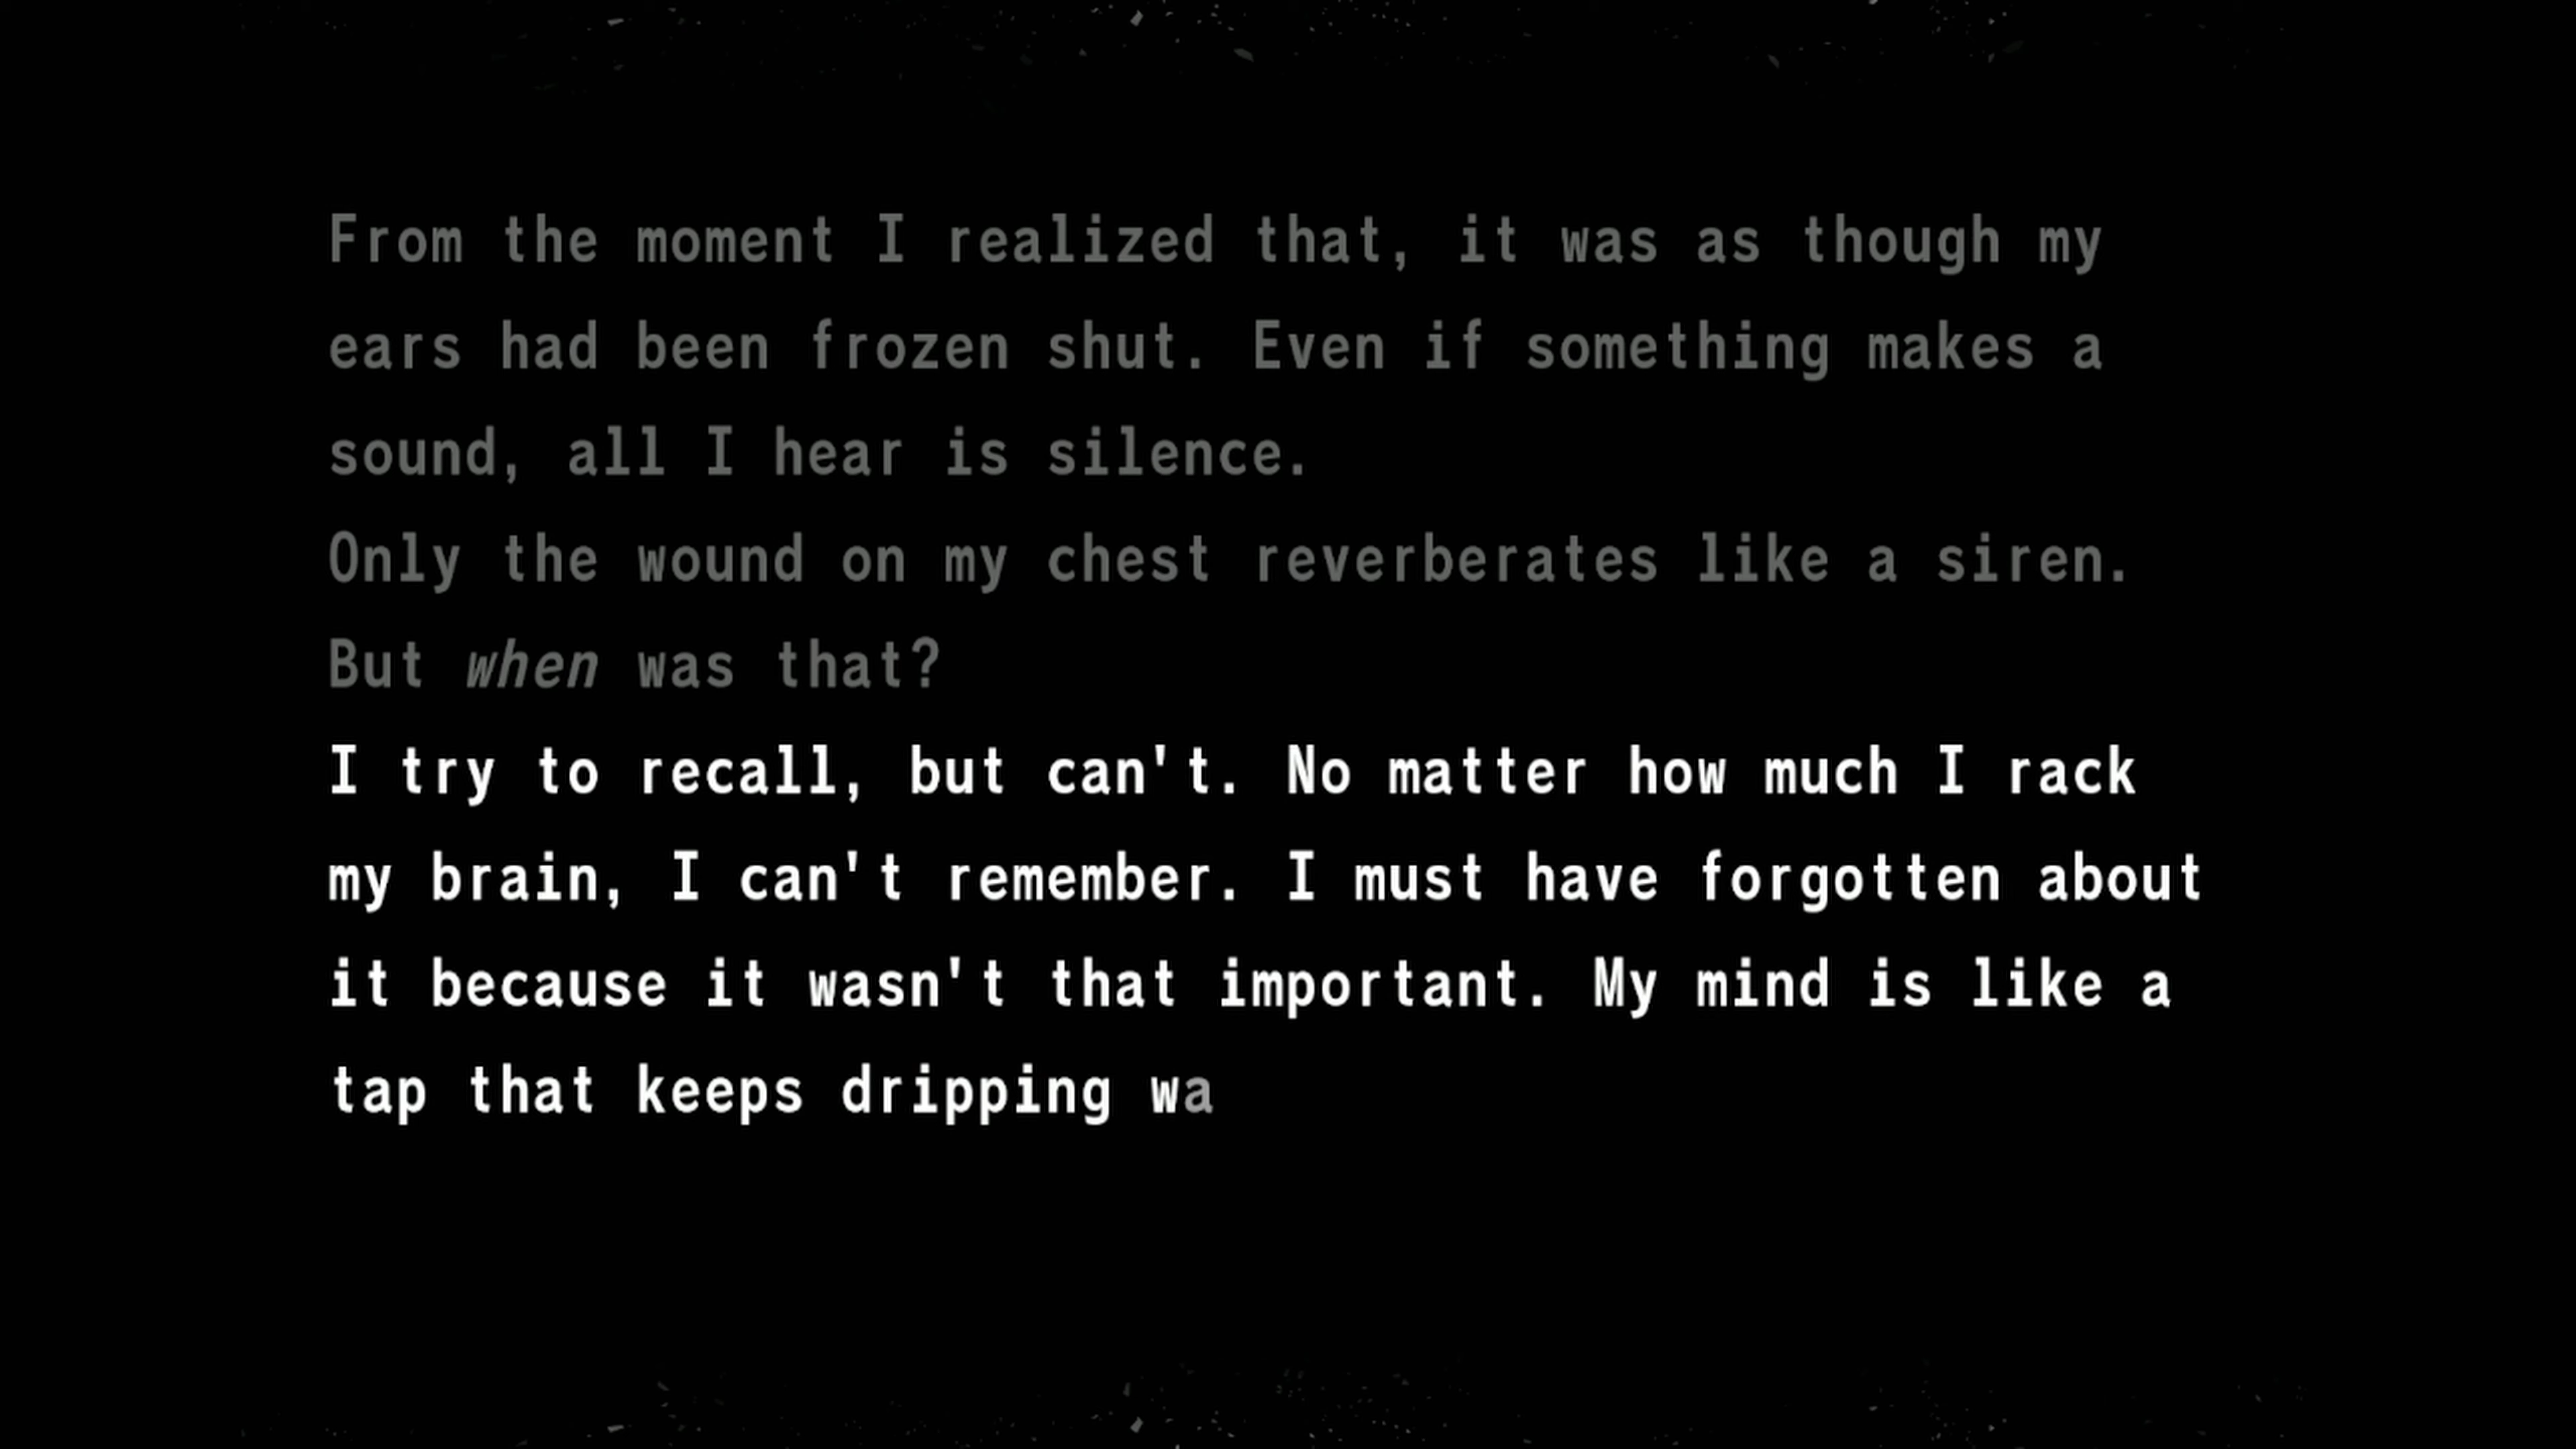 From the moment I realized that, it was as though my
ears had been frozen shut. Even if something makes a
sound, all I hear is silence.
Only the wound on my chest reverberates like a siren.
But when was that?
I try to recall, but can't. No matter how much I rack
my brain, I can't remember. I must have forgotten about
it because it wasn't that important. My mind is like a
tap that keeps dripping wa